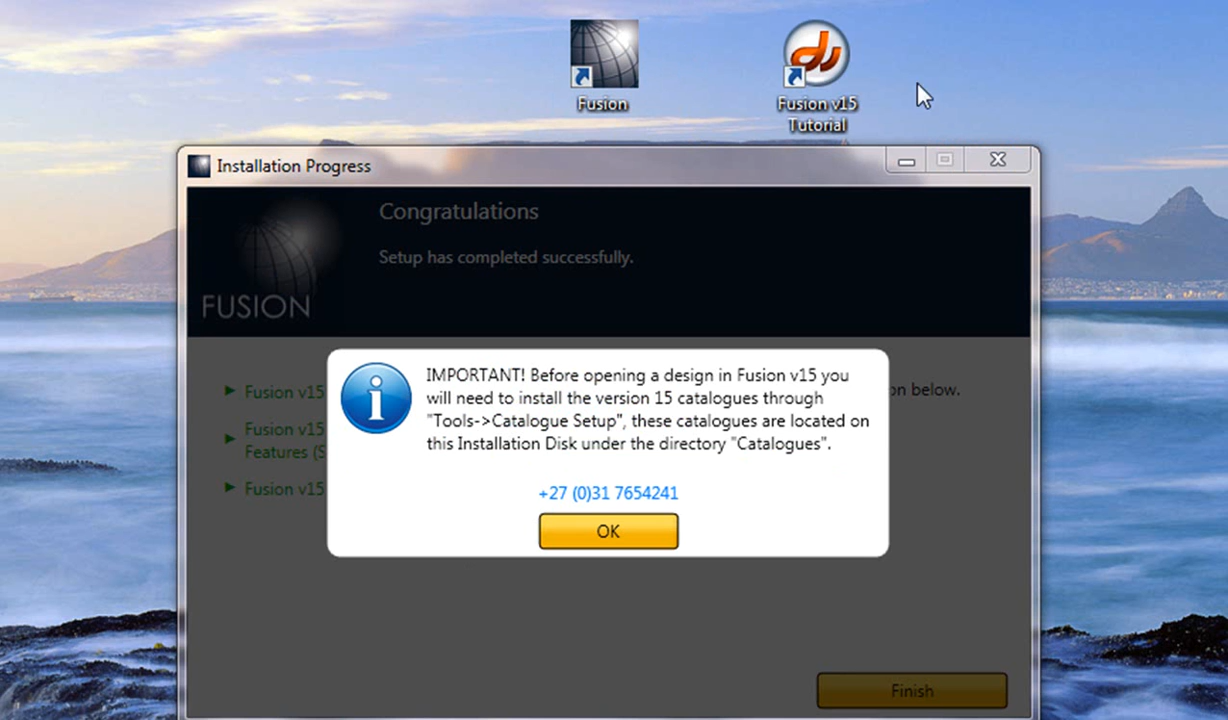 Fusion
Fusion v15
Tutorial
Installation Progress
Congratulations
Setup has completed successfully.
FUSION
Fusion v15
on below.
Fusion v15
Features (S
Fusion v15
IMPORTANT! Before opening a design in Fusion v15 you
will need to install the version 15 catalogues through
"Tools->Catalogue Setup", these catalogues are located on
this Installation Disk under the directory "Catalogues".
+27 (0)31 7654241
OK
Finish